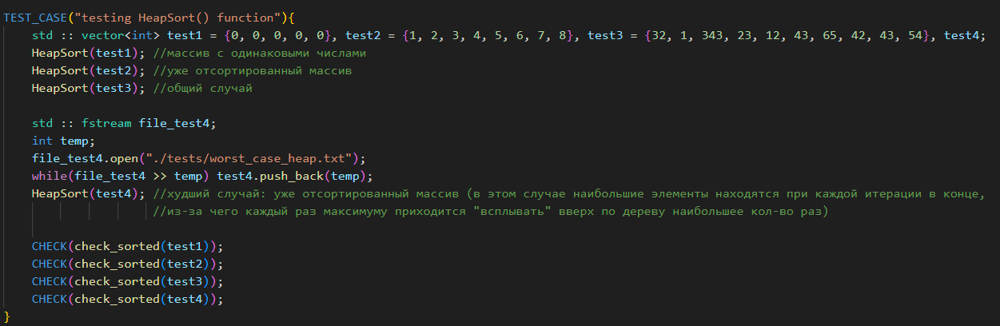 TEST_CASE("testing HeapSort() function"){
std :: vector<int> test1 = {0, 0, 0, 0, 0}, test2 = {1, 2, 3, 4, 5, 6, 7, 8}, test3 = {32, 1, 343, 23, 12, 43, 65, 42, 43, 54}, test4;
HeapSort(test1); //массив с одинаковыми числами
HeapSort(test2); //уже отсортированный массив
HeapSort(test3); //общий случай
std :: fstream file_test4;
int temp;
file_test4.open("./tests/worst_case_heap.txt");
while(file_test4 >> temp) test4.push_back(temp);
HeapSort(test4); //худший случай: уже отсортированный массив (в этом случае наибольшие элементы находятся при каждой итерации в конце,
//из-за чего каждый раз максимуму приходится "всплывать" вверх по дереву наибольшее кол-во раз)
CHECK(check_sorted(test1));
CHECK(check_sorted(test2));
CHECK(check_sorted(test3));
CHECK(check_sorted(test4));
}